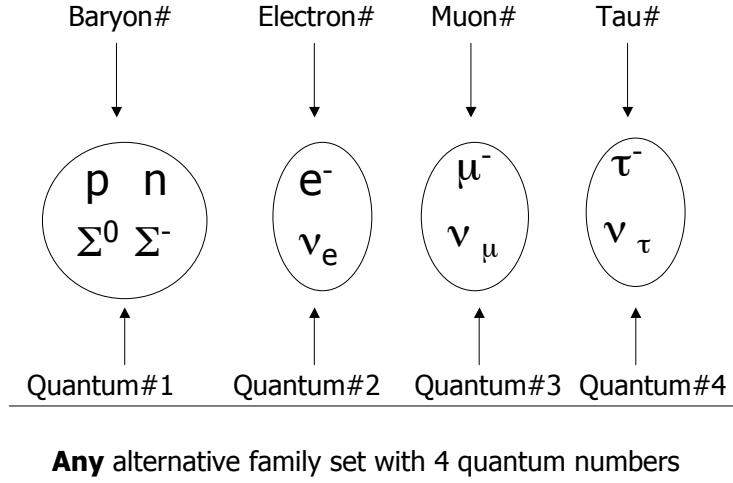 Baryon# Electron# Muon# Tau#
p n e⁻ μ⁻ τ⁻
Σ⁰ Σ⁻ νₑ ν μ ν τ
Quantum#1 Quantum#2 Quantum#3 Quantum#4
Any alternative family set with 4 quantum numbers